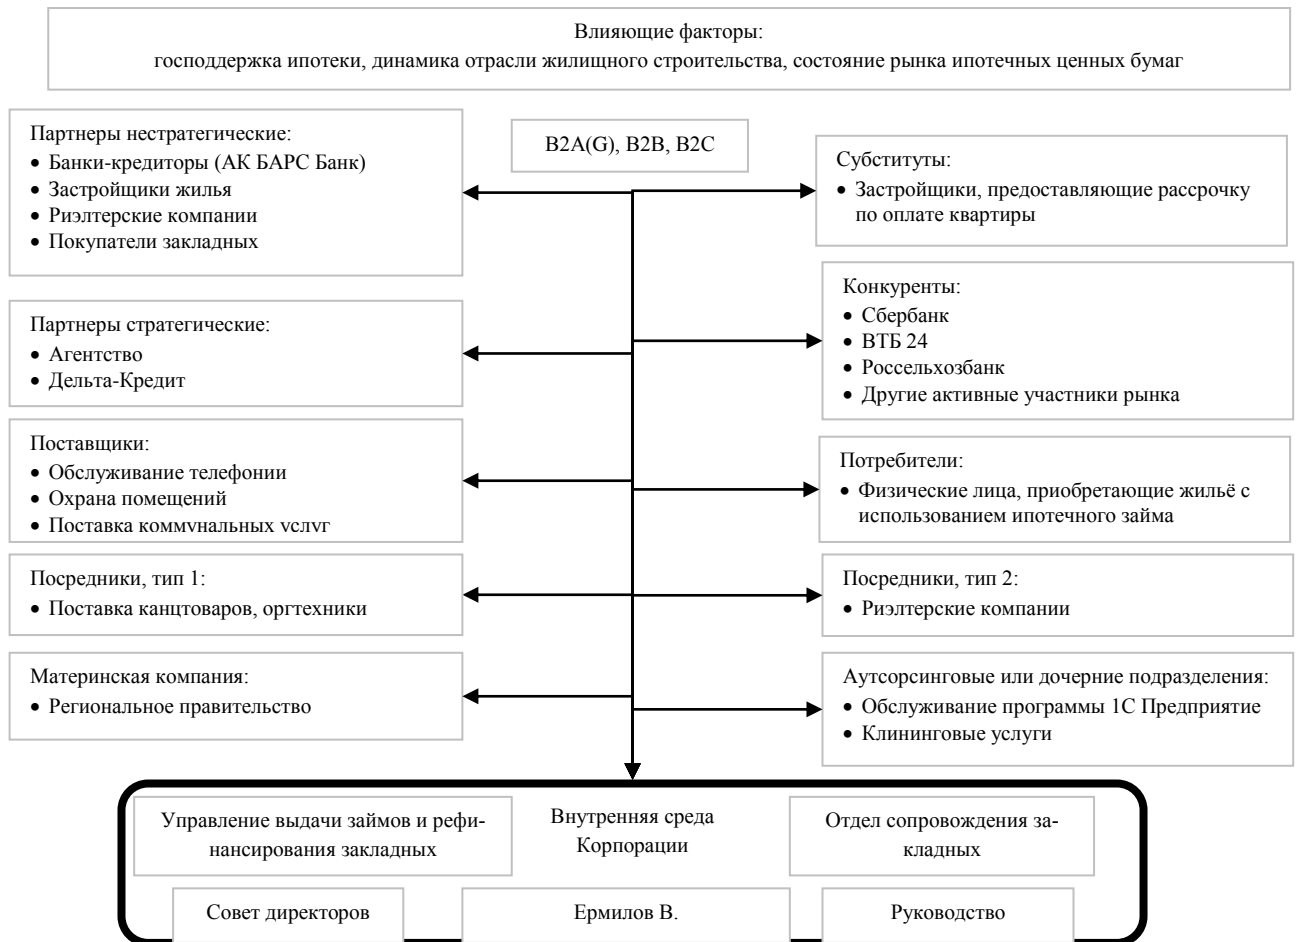 Влияющие факторы:
господдержка ипотеки, динамика отрасли жилищного строительства, состояние рынка ипотечных ценных бумаг
Партнеры нестратегические:
• Банки-кредиторы (АК БАРС Банк)
• Застройщики жилья
• Риэлтерские компании
• Покупатели закладных
B2A(G), B2B, B2C
Субституты:
• Застройщики, предоставляющие рассрочку
по оплате квартиры
Партнеры стратегические:
• Агентство
• Дельта-Кредит
Конкуренты:
• Сбербанк
• ВТБ 24
• Россельхозбанк
• Другие активные участники рынка
Поставщики:
• Обслуживание телефонии
• Охрана помещений
• Поставка коммунальных услуг
Потребители:
• Физические лица, приобретающие жильё с
использованием ипотечного займа
Посредники, тип 1:
• Поставка канцтоваров, оргтехники
Посредники, тип 2:
• Риэлтерские компании
Материнская компания:
• Региональное правительство
Аутсорсинговые или дочерние подразделения:
• Обслуживание программы 1С Предприятие
• Клининговые услуги
Управление выдачи займов и рефи-
нансирования закладных
Внутренняя среда
Корпорации
Отдел сопровождения за-
кладных
Совет директоров
Ермилов В.
Руководство